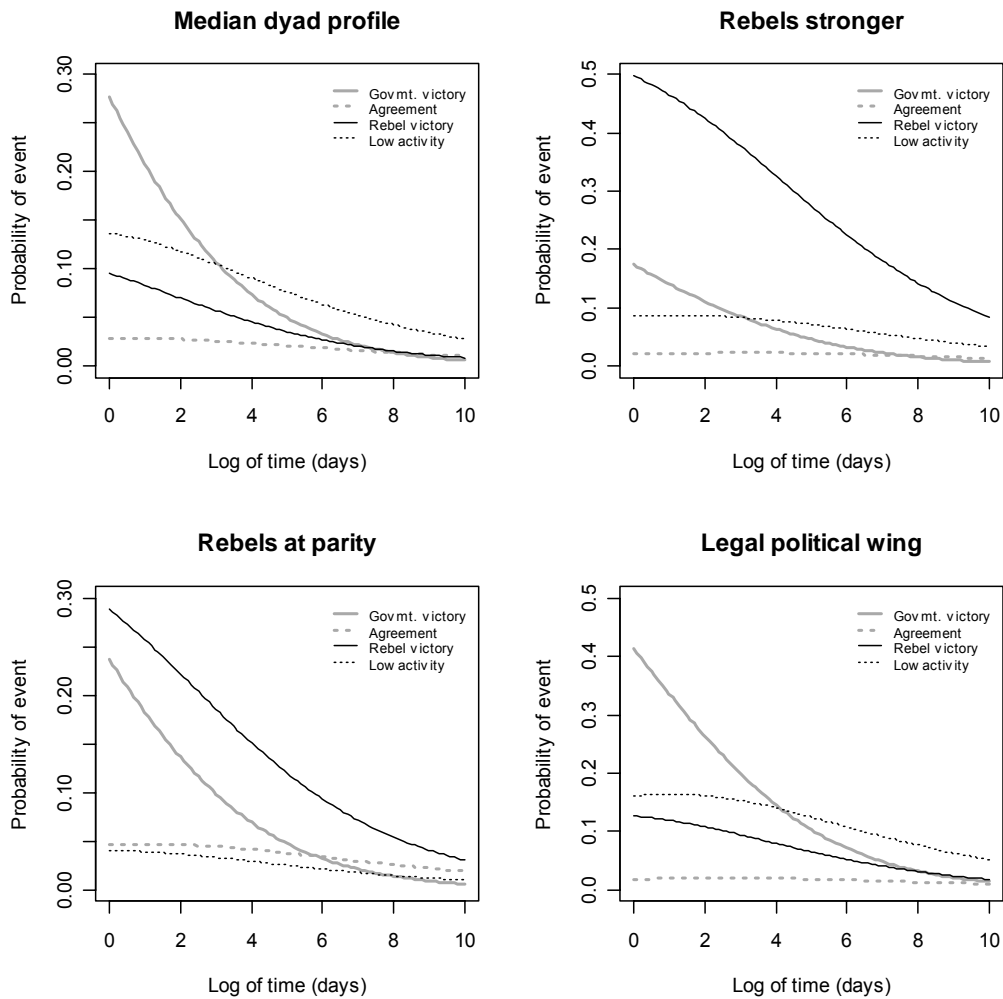 Median dyad profile
Probability of event
0.30
0.20
0.10
0.00
Govmt. victory
Agreement
Rebel victory
Low activity
0 2 4 6 8 10
Log of time (days)
Rebels stronger
Probability of event
0.5
0.4
0.3
0.2
0.1
0.0
Govmt. victory
Agreement
Rebel victory
Low activity
0 2 4 6 8 10
Log of time (days)
Rebels at parity
Probability of event
0.30
0.20
0.10
0.00
Govmt. victory
Agreement
Rebel victory
Low activity
0 2 4 6 8 10
Log of time (days)
Legal political wing
Probability of event
0.5
0.4
0.3
0.2
0.1
0.0
Govmt. victory
Agreement
Rebel victory
Low activity
0 2 4 6 8 10
Log of time (days)